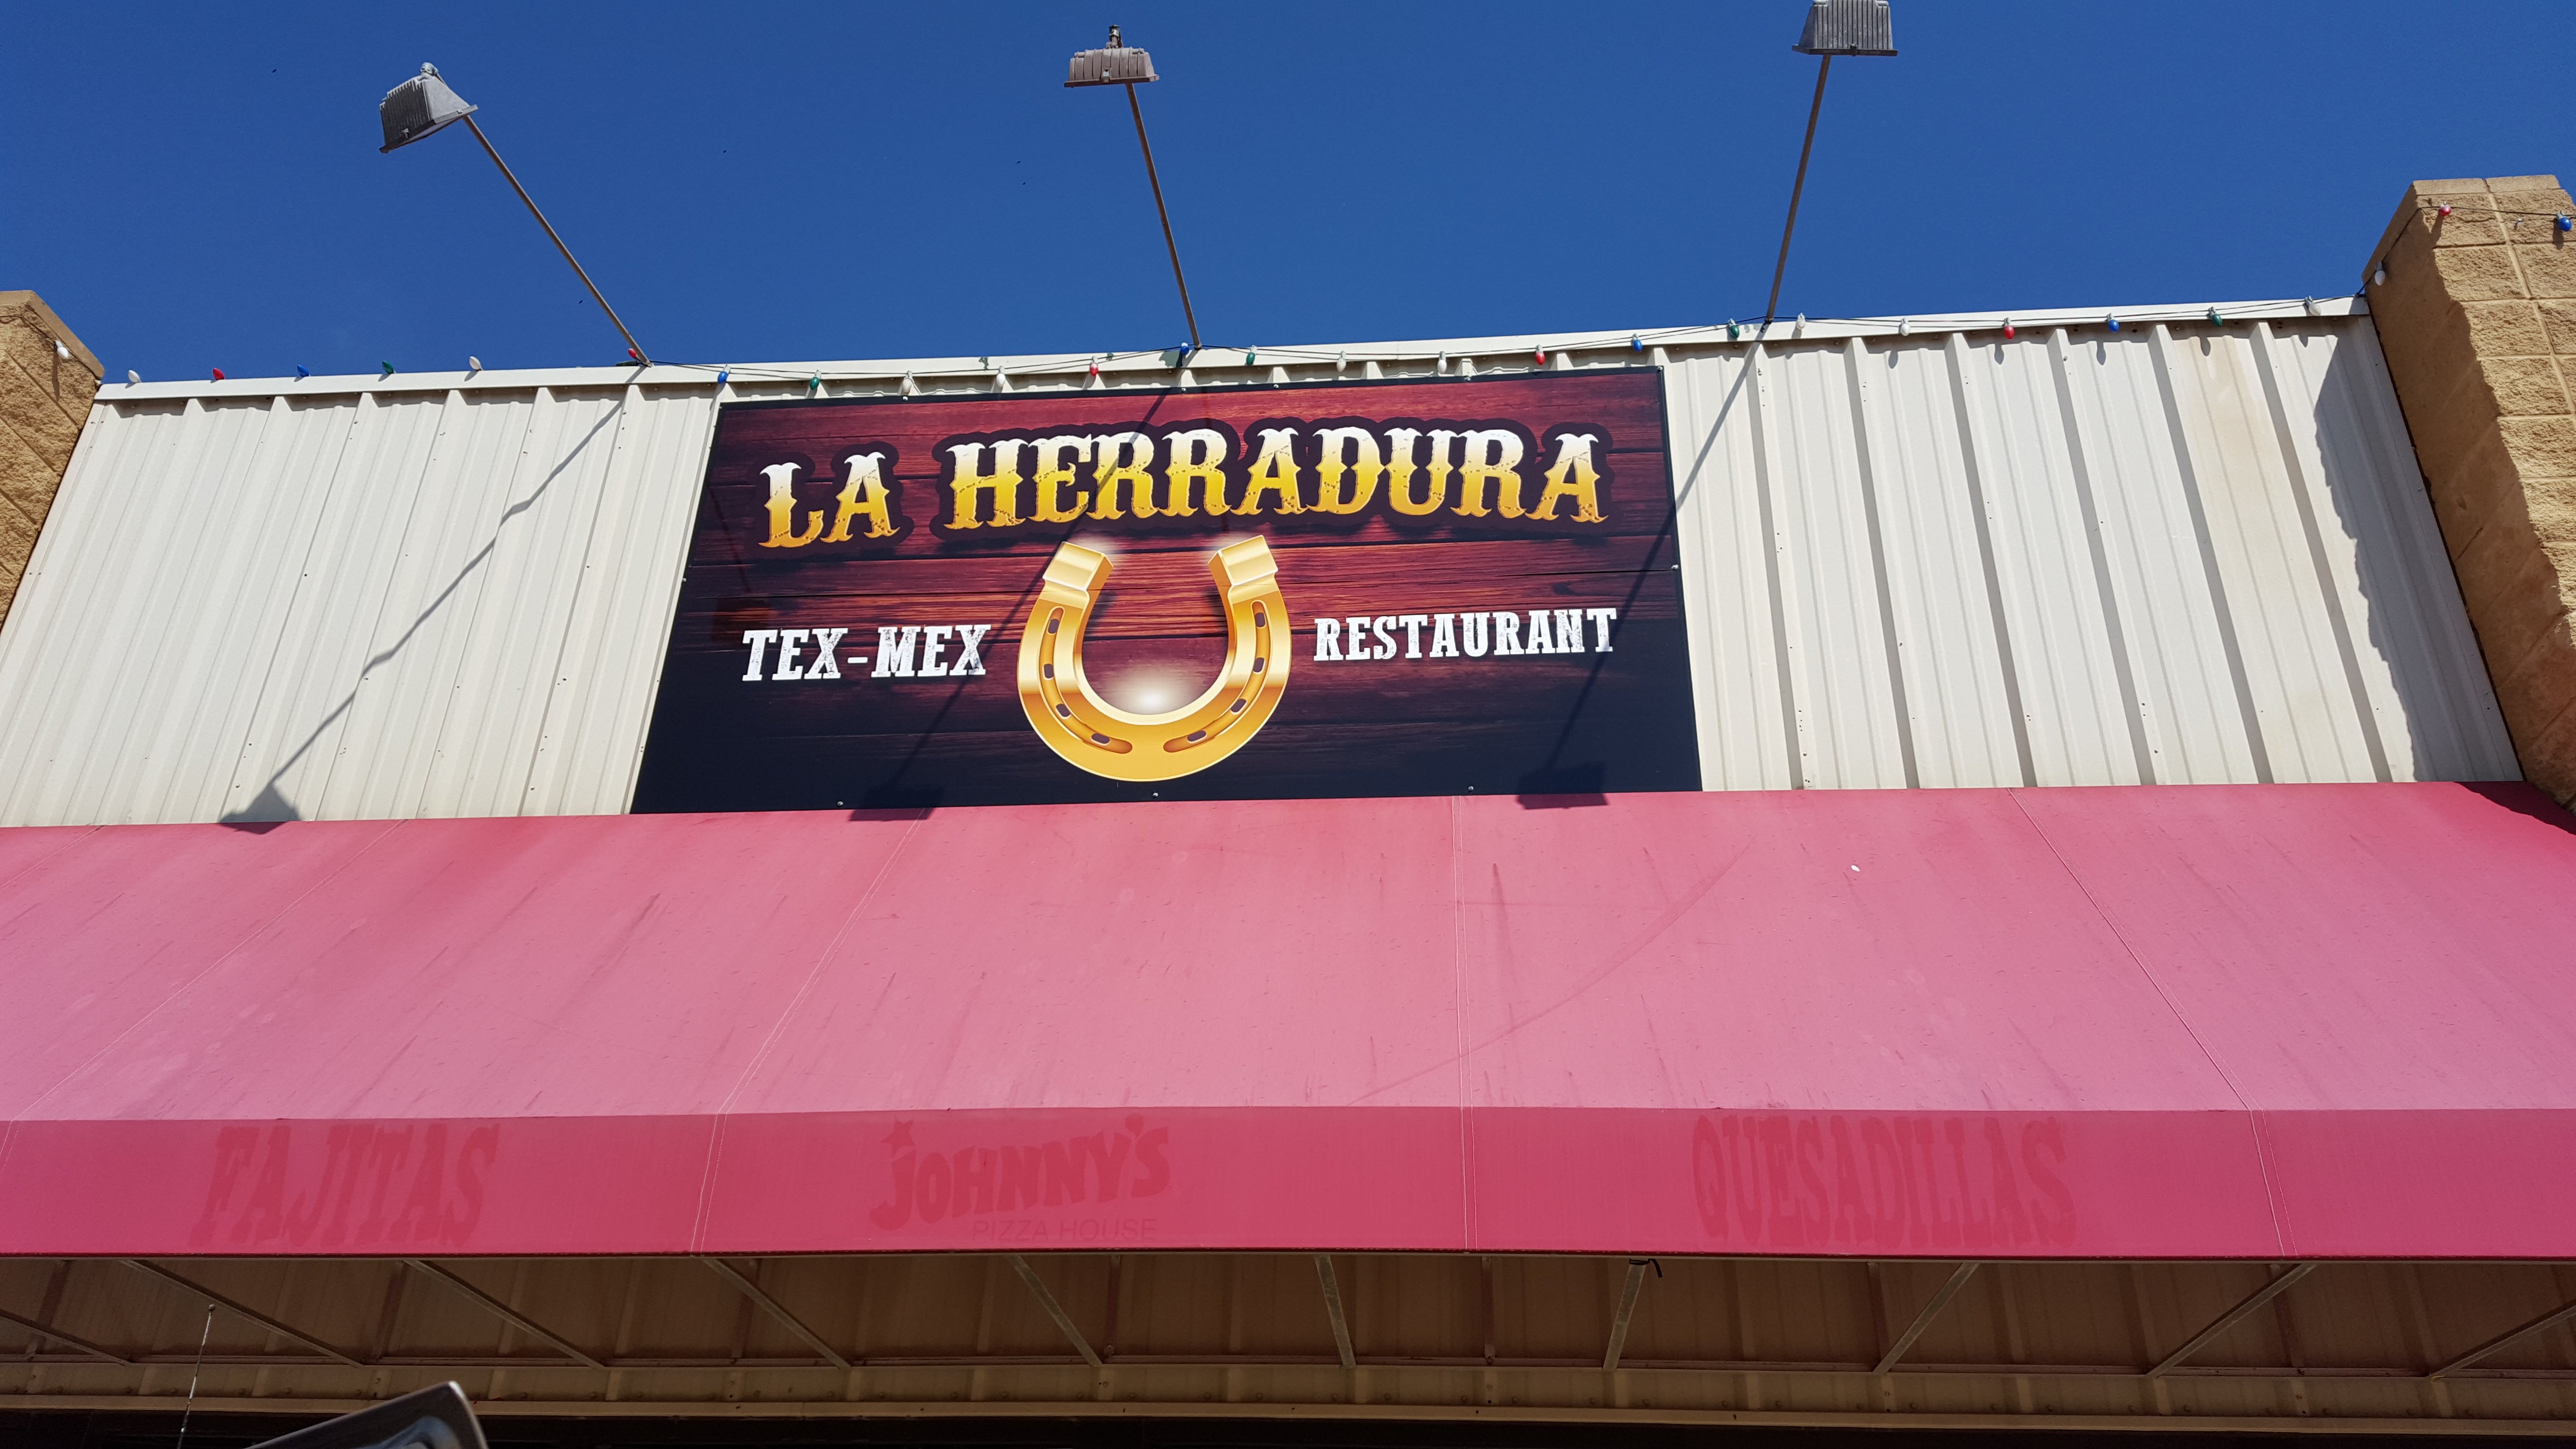 LA HERRADURA
TEX-MEX RESTAURANT
FAJITAS JOHNNY'S QUESADILLAS
PIZZA HOUSE